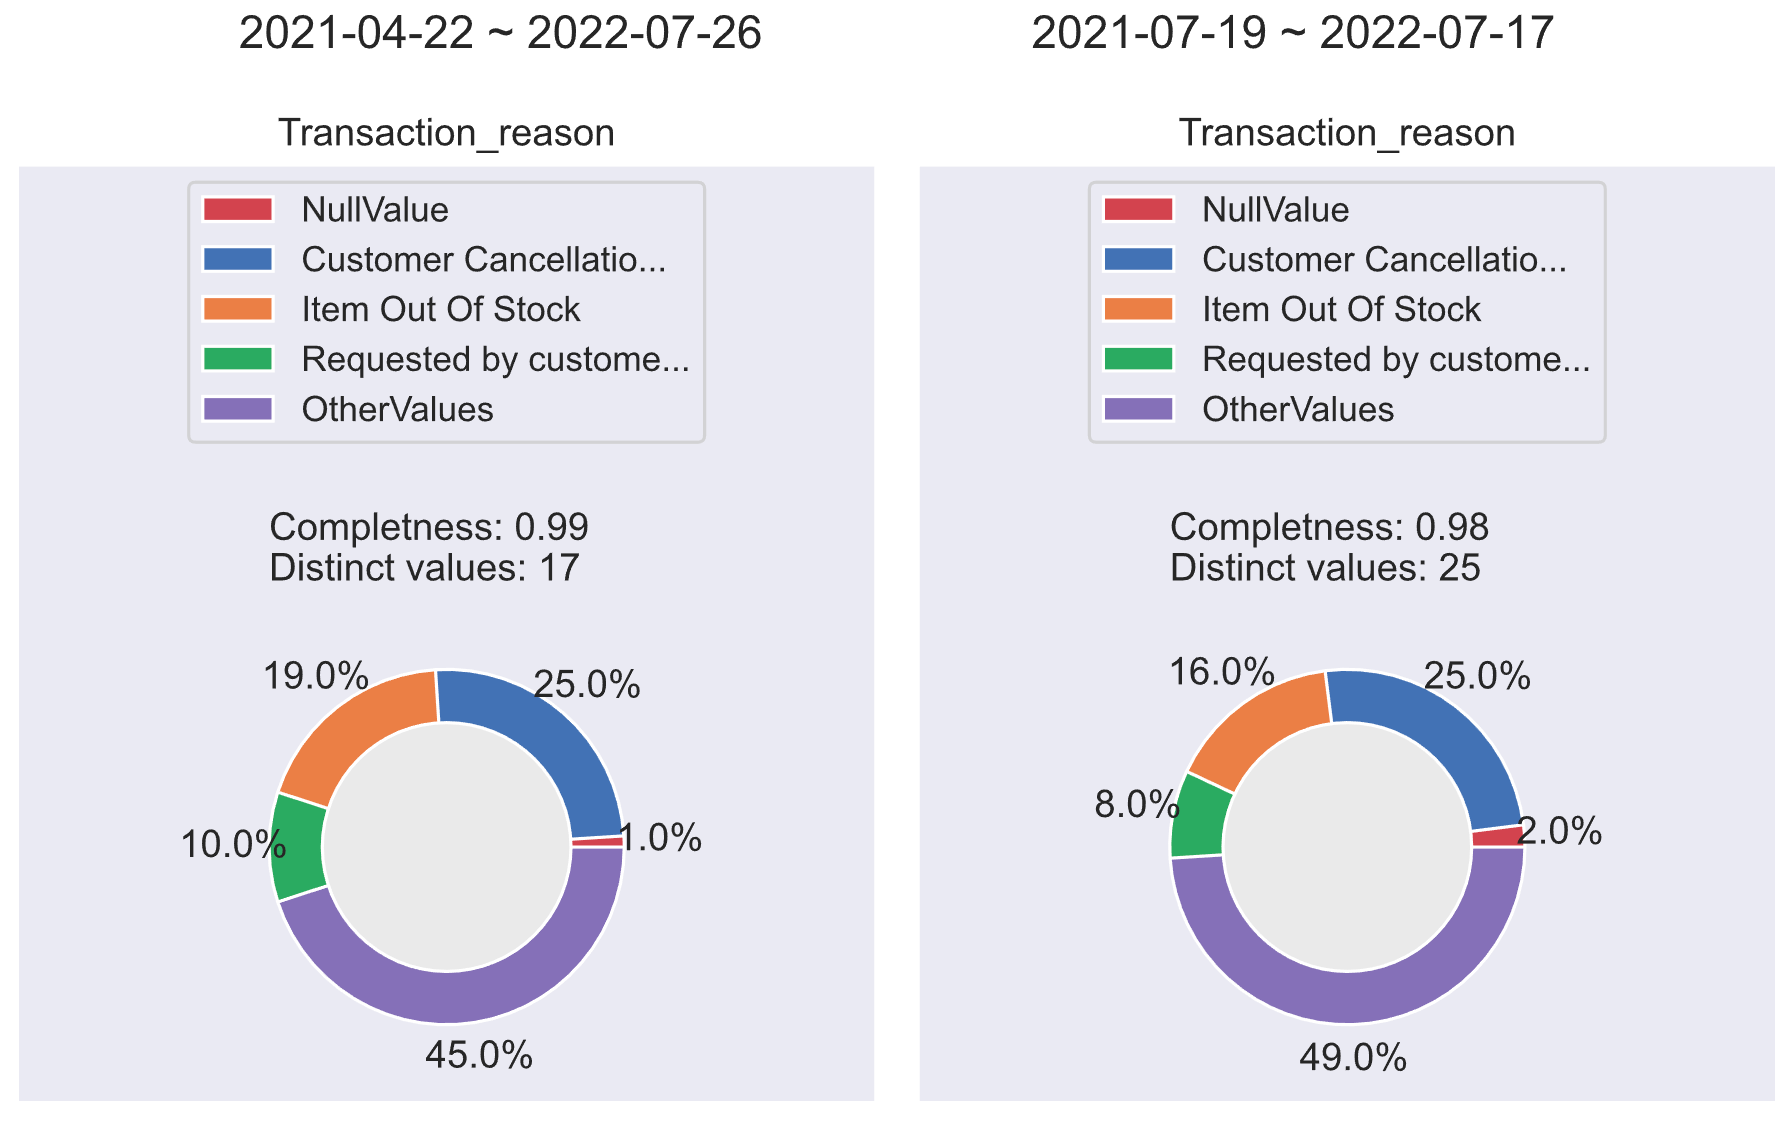 2021-04-22 ~ 2022-07-26
Transaction_reason
NullValue
Customer Cancellatio...
Item Out Of Stock
Requested by custome...
OtherValues
Completness: 0.99
Distinct values: 17
19.0%
25.0%
10.0%
1.0%
45.0%
2021-07-19 ~ 2022-07-17
Transaction_reason
NullValue
Customer Cancellatio...
Item Out Of Stock
Requested by custome...
OtherValues
Completness: 0.98
Distinct values: 25
16.0%
25.0%
8.0%
2.0%
49.0%